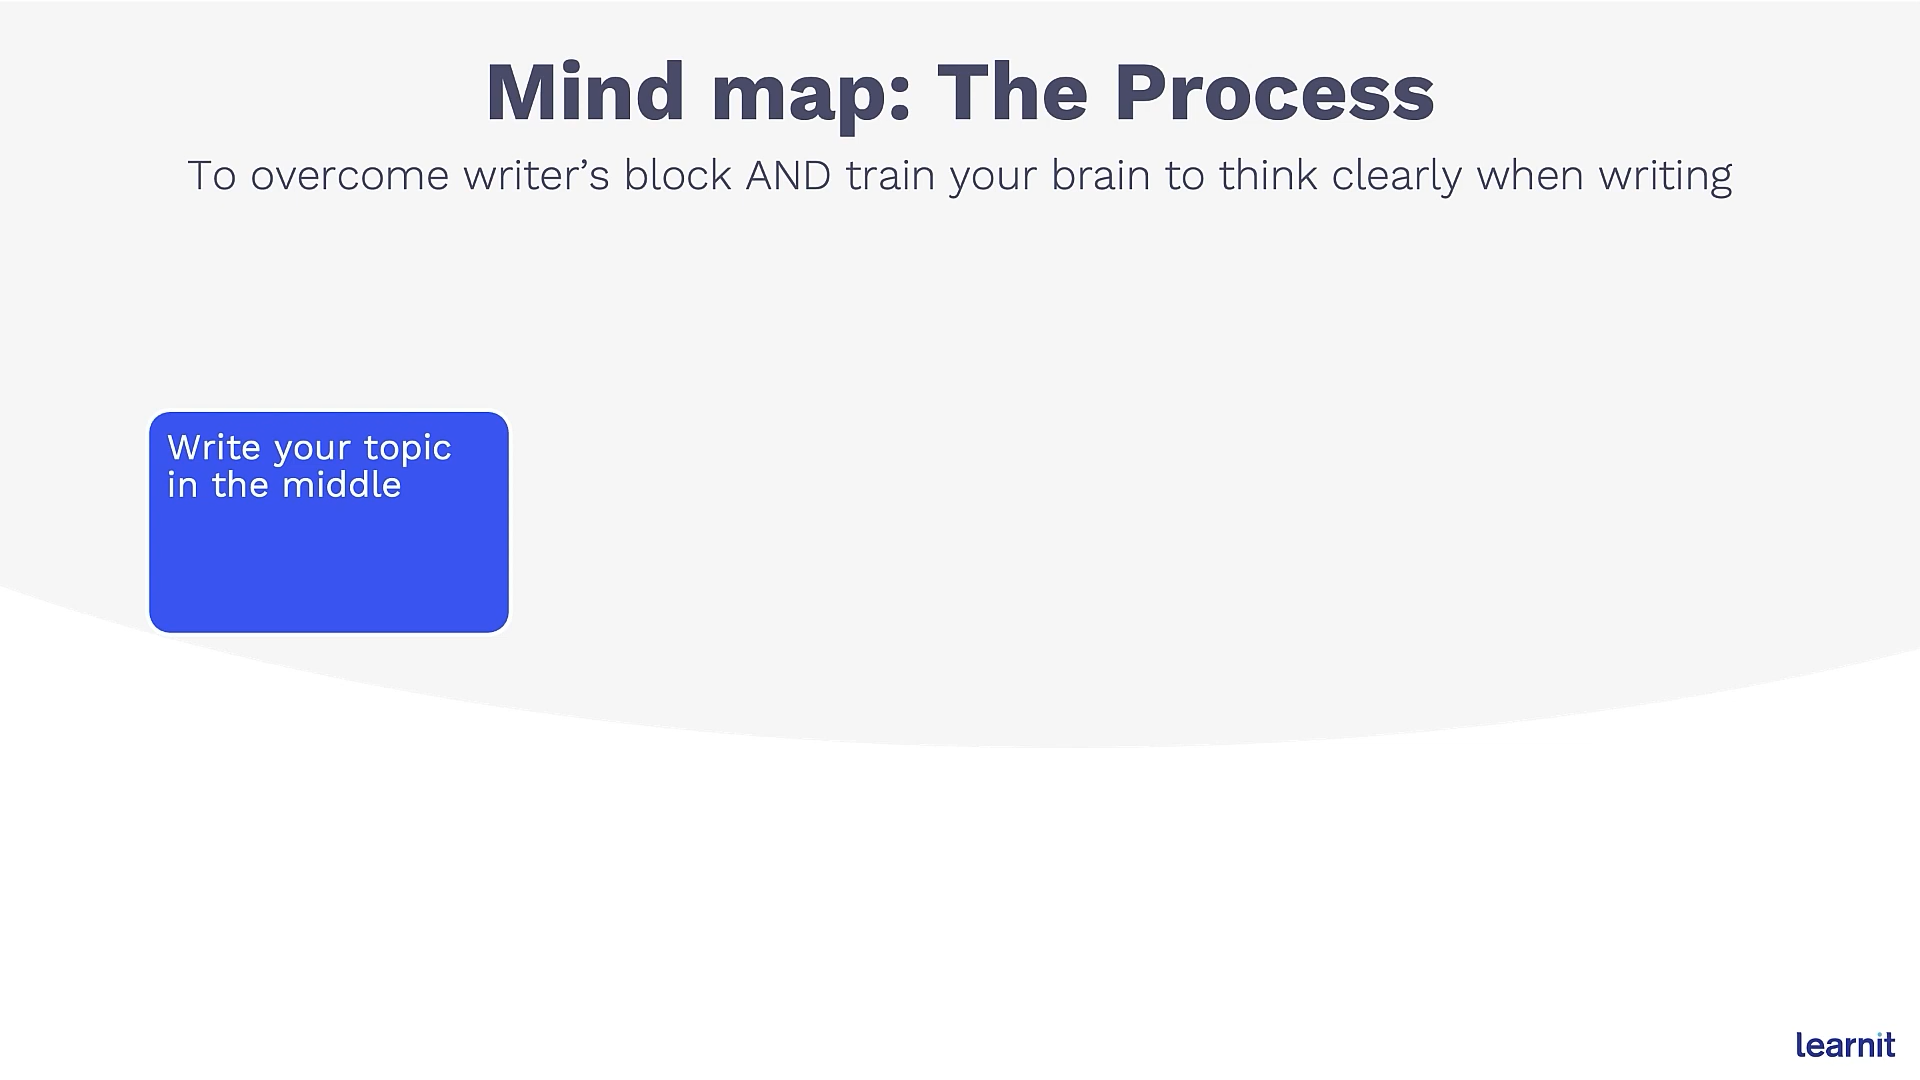 Mind map: The Process
To overcome writer’s block AND train your brain to think clearly when writing
Write your topic
in the middle
learnit